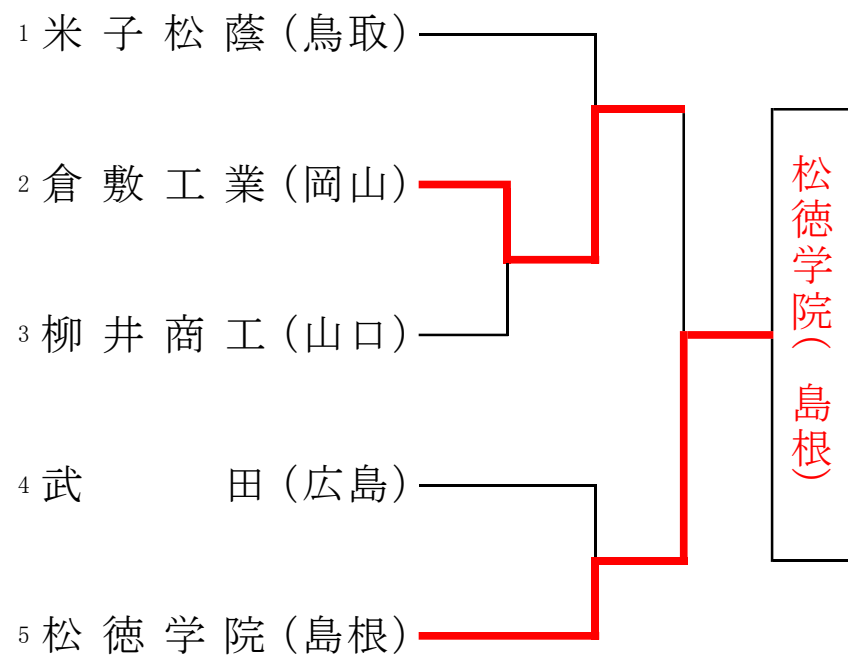 1 米子松蔭(鳥取)
2 倉敷工業(岡山)
3 柳井商工(山口)
4 武田(広島)
5 松徳学院(島根)
松徳学院(島根)